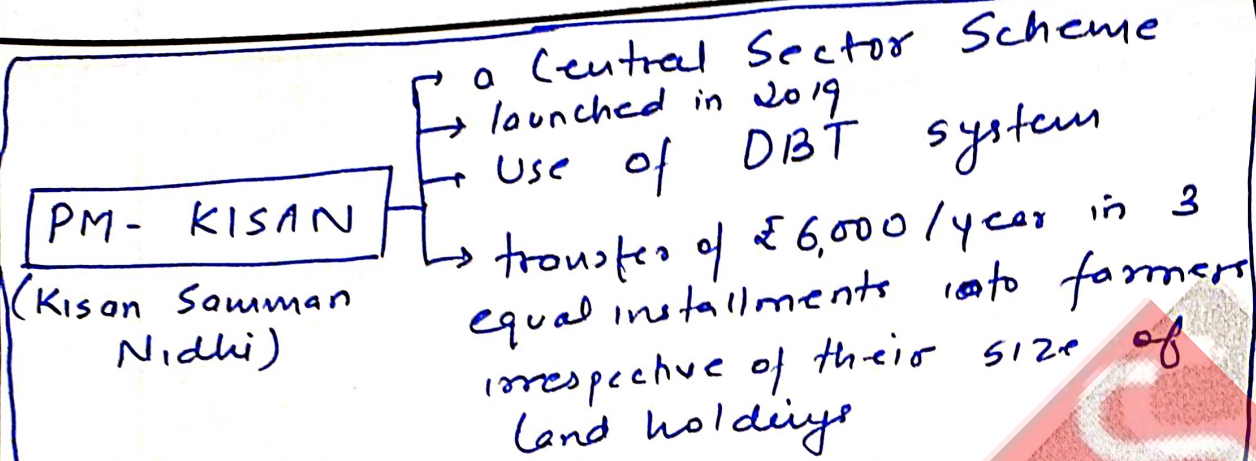 a Central Sector Scheme
launched in 2019
Use of DBT system
PM- KISAN
(Kisan Samman
Nidhi)
transfer of ₹6,000/year in 3
equal installments into farmers
irrespective of their size of
land holdings